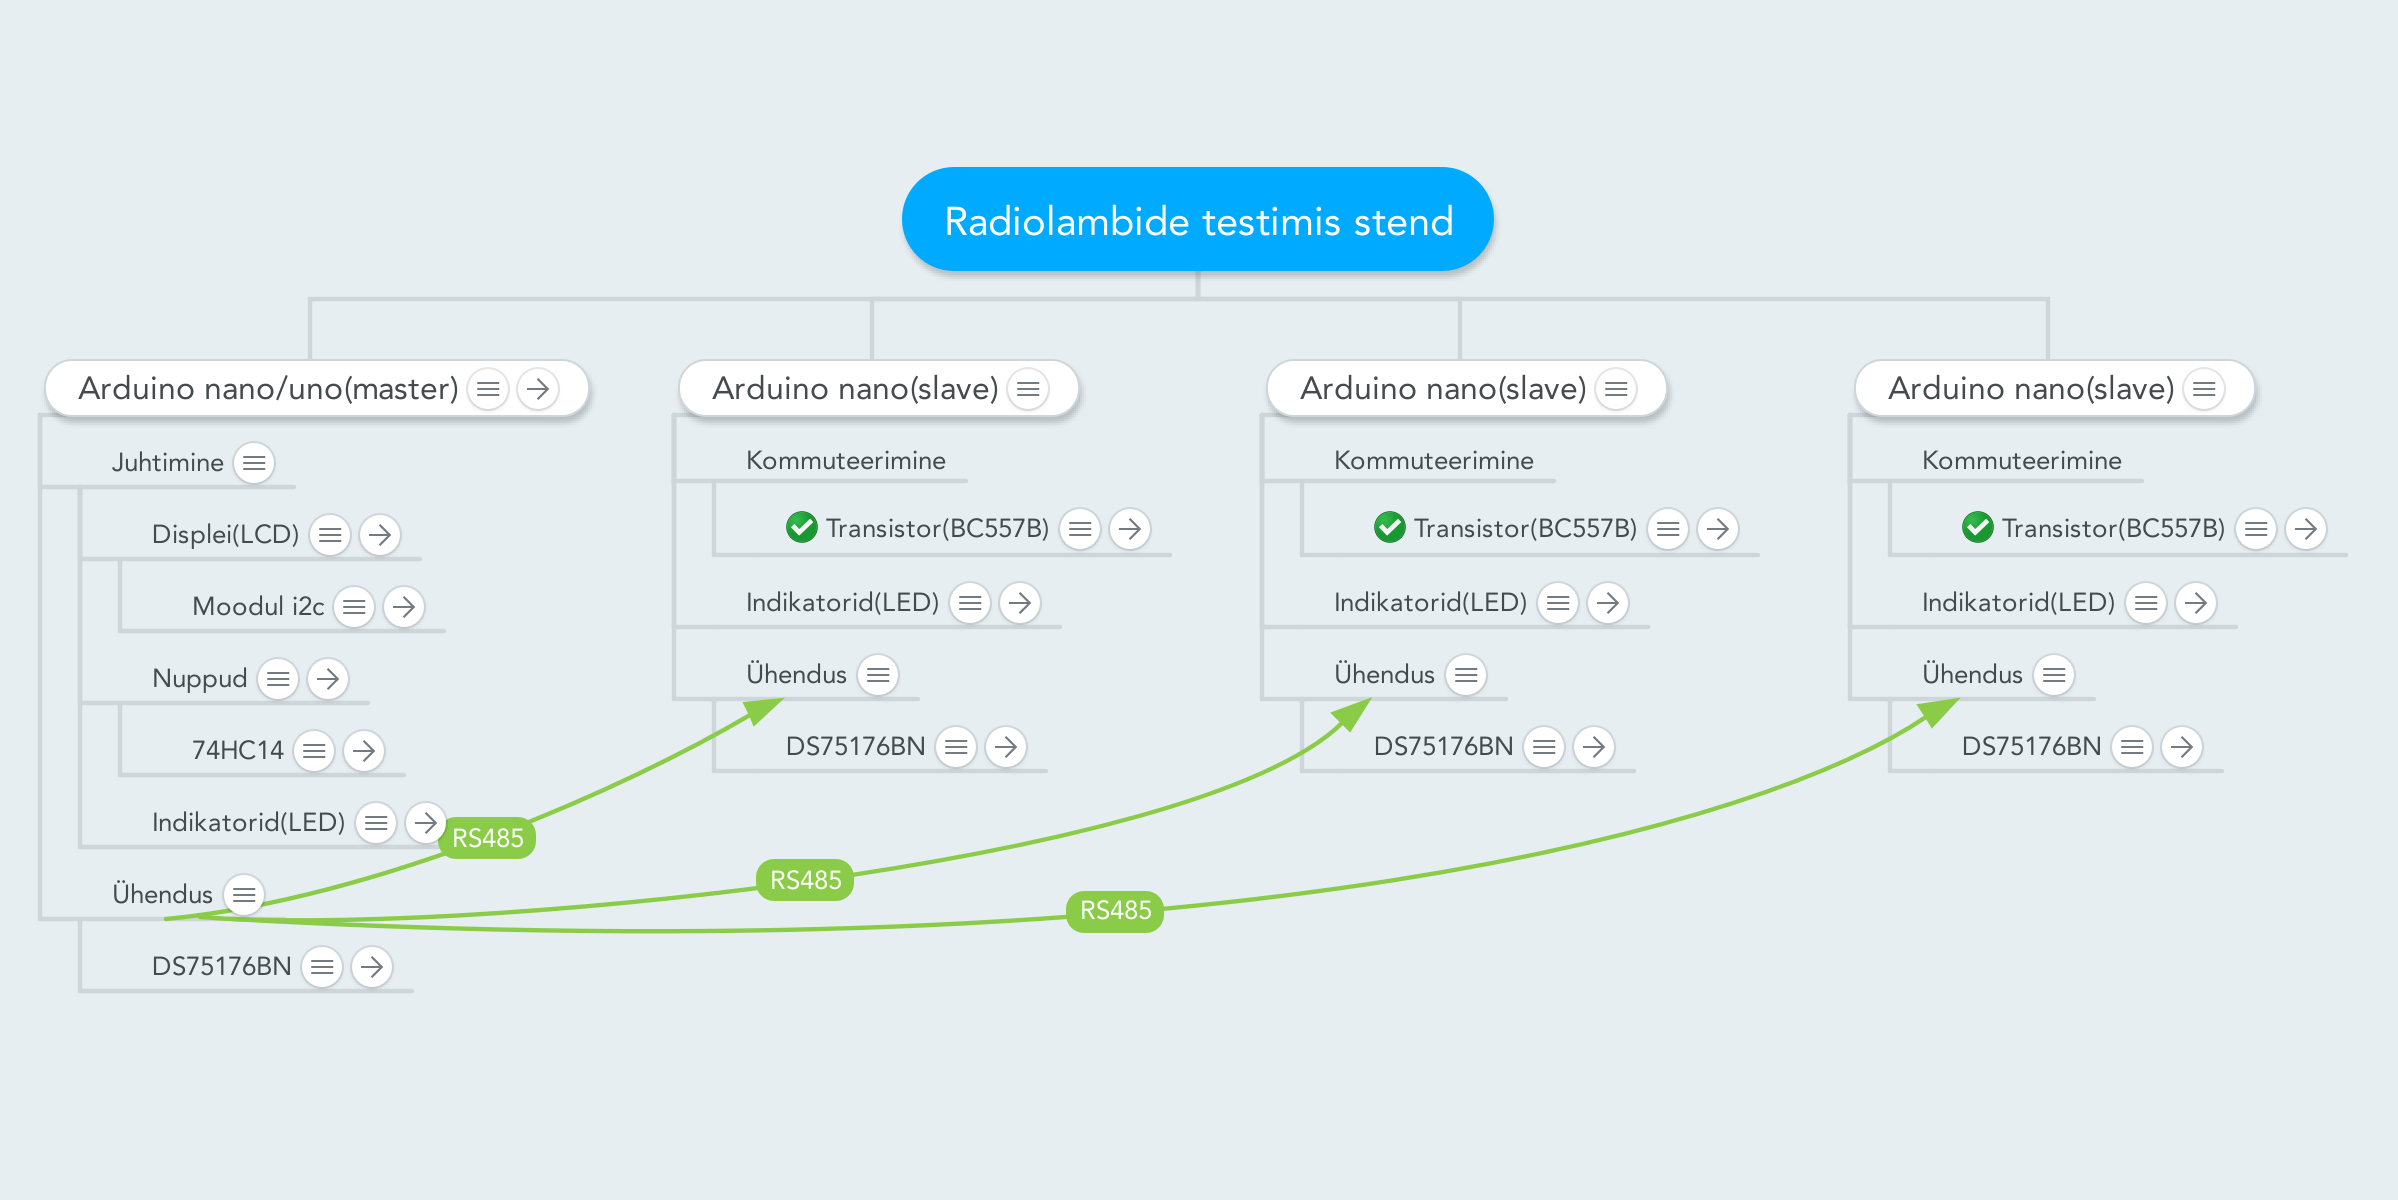 Radiolambide testimis stend
Arduino nano/uno(master)
Juhtimine
Displei(LCD)
Moodul i2c
Nuppud
74HC14
Indikatorid(LED)
Ühendus
DS75176BN
Arduino nano(slave)
Kommuteerimine
Transistor(BC557B)
Indikatorid(LED)
Ühendus
DS75176BN
Arduino nano(slave)
Kommuteerimine
Transistor(BC557B)
Indikatorid(LED)
Ühendus
DS75176BN
Arduino nano(slave)
Kommuteerimine
Transistor(BC557B)
Indikatorid(LED)
Ühendus
DS75176BN
RS485
RS485
RS485